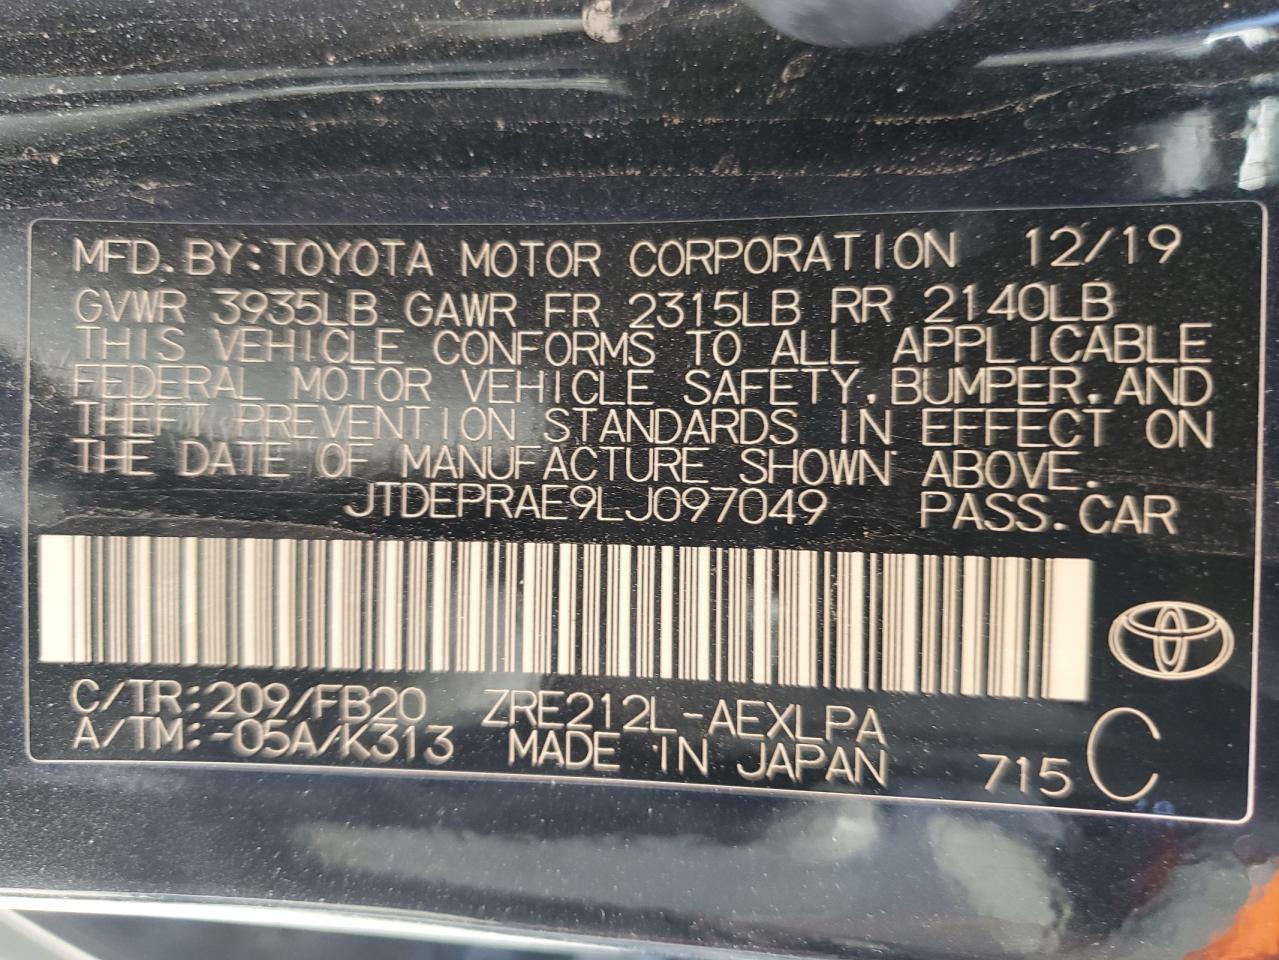 MFD. BY: TOYOTA MOTOR CORPORATION 12/19
GVWR 3935LB GAWR FR 2315LB RR 2140LB
THIS VEHICLE CONFORMS TO ALL APPLICABLE
FEDERAL MOTOR VEHICLE SAFETY, BUMPER, AND
THEFT PREVENTION STANDARDS IN EFFECT ON
THE DATE OF MANUFACTURE SHOWN ABOVE.
JTDEPRAE9LJ097049 PASS. CAR
C/TR: 209/FB20 ZRE212L-AEXLPA
A/TM: -05A/K313 MADE IN JAPAN 715 C